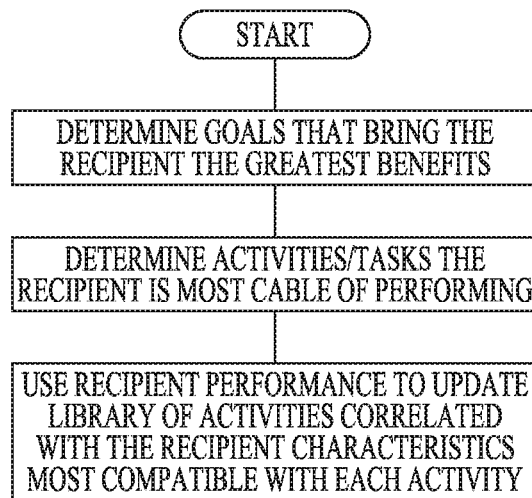 START
DETERMINE GOALS THAT BRING THE
RECIPIENT THE GREATEST BENEFITS
DETERMINE ACTIVITIES/TASKS THE
RECIPIENT IS MOST CABLE OF PERFORMING
USE RECIPIENT PERFORMANCE TO UPDATE
LIBRARY OF ACTIVITIES CORRELATED
WITH THE RECIPIENT CHARACTERISTICS
MOST COMPATIBLE WITH EACH ACTIVITY